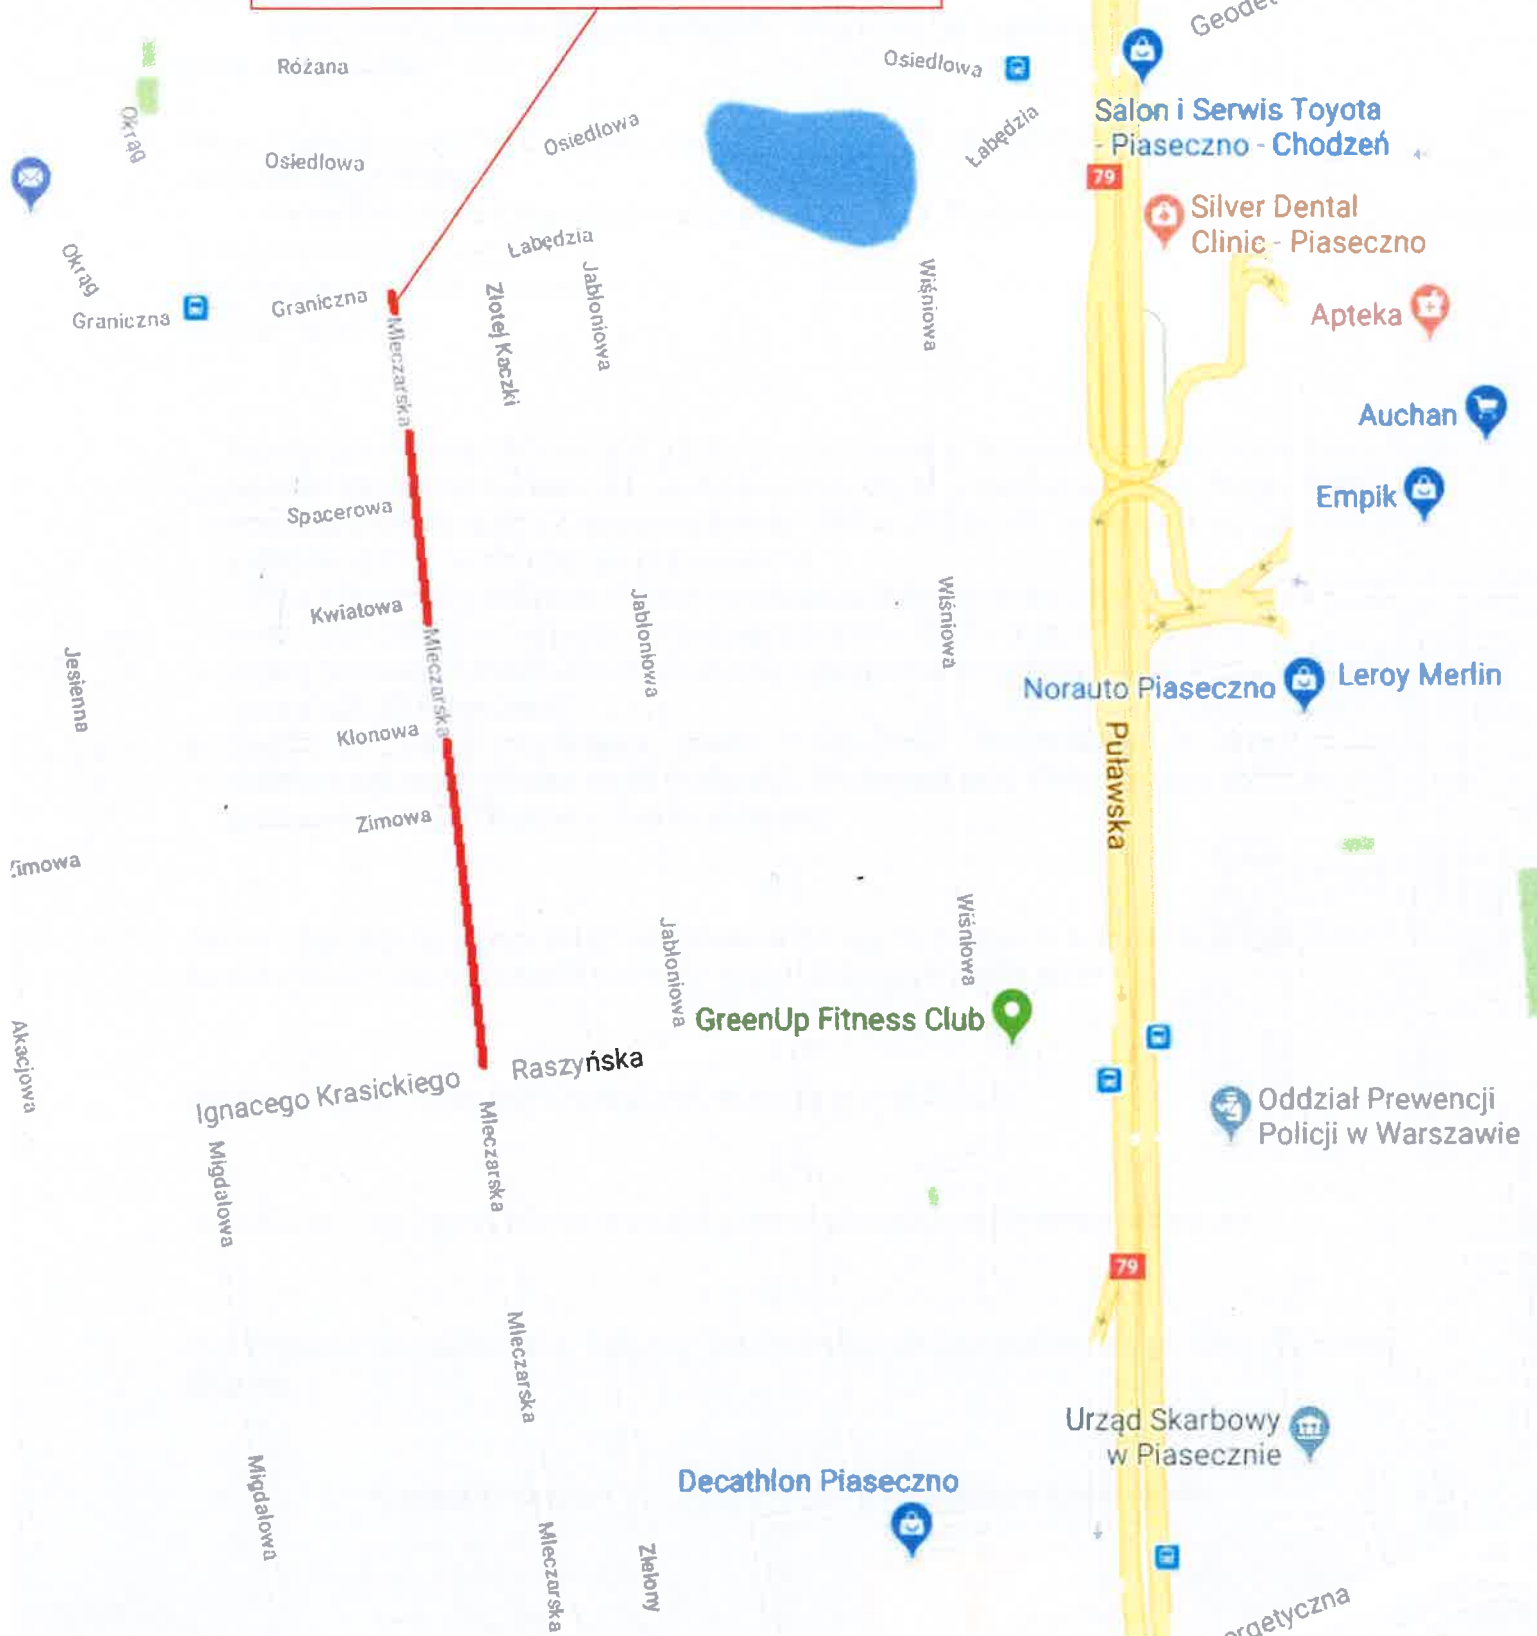 Geodet
Różana
Osiedlowa
Okrąg
Osiedlowa
Osiedlowa
Łabędzia
Salon i Serwis Toyota
- Piaseczno - Chodzeń
79
Silver Dental
Clinic - Piaseczno
Okrąg
Łabędzia
Graniczna
Graniczna
Złotej Kaczki
Jabłoniowa
Wiśniowa
Apteka
Mleczarska
Auchan
Spacerowa
Empik
Kwiatowa
Jabłoniowa
Wiśniowa
Jesienna
Mleczarska
Norauto Piaseczno
Leroy Merlin
Klonowa
Puławska
Zimowa
Zimowa
Wiśniowa
Jabłoniowa
GreenUp Fitness Club
Akacjowa
Raszyńska
Ignacego Krasickiego
Oddział Prewencji
Policji w Warszawie
Migdałowa
Mleczarska
79
Mleczarska
Urząd Skarbowy
w Piasecznie
Decathlon Piaseczno
Migdałowa
Mleczarska
Zielony
ergetyczna